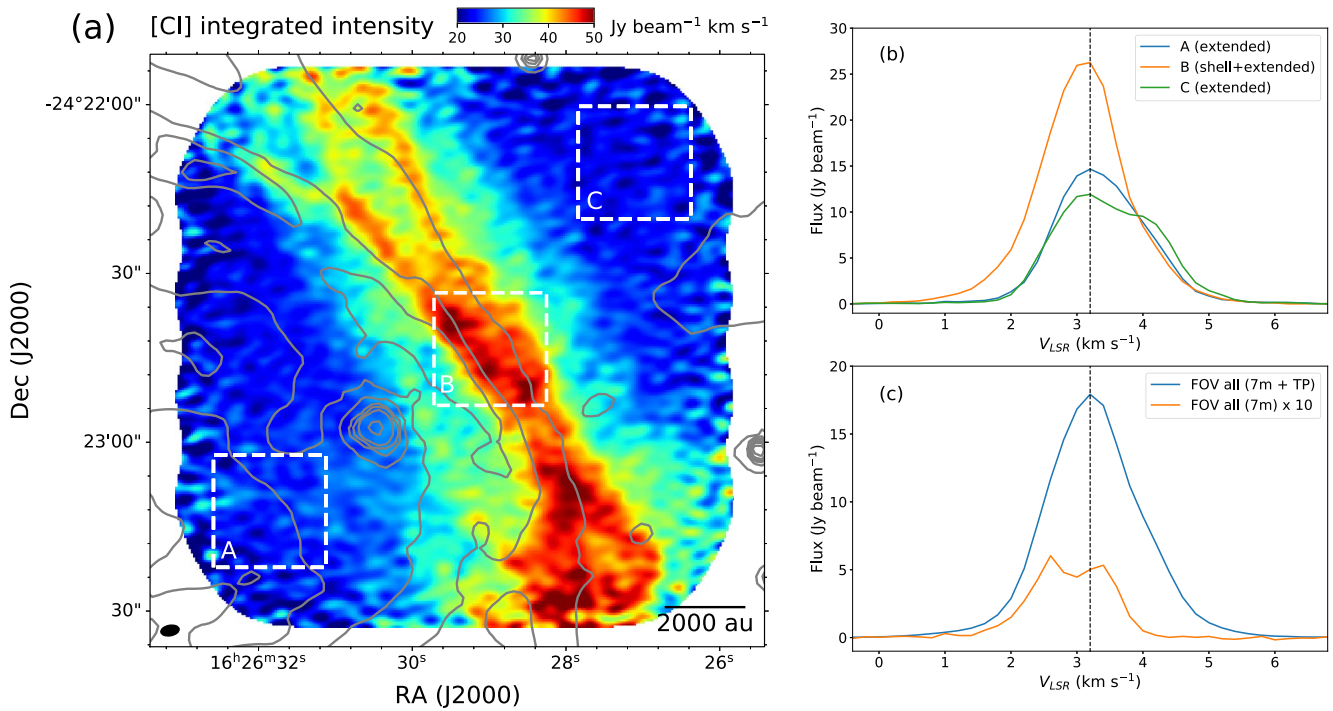 (a) [CI] integrated intensity
20 30 40 50 Jy beam⁻¹ km s⁻¹
-24°22'00"
30"
23'00"
30"
Dec (J2000)
C
B
A
2000 au
16ʰ26ᵐ32ˢ 30ˢ 28ˢ 26ˢ
RA (J2000)
(b)
A (extended)
B (shell+extended)
C (extended)
30
25
20
15
10
5
0
Flux (Jy beam⁻¹)
0 1 2 3 4 5 6
V_LSR (km s⁻¹)
(c)
FOV all (7m + TP)
FOV all (7m) x 10
20
15
10
5
0
Flux (Jy beam⁻¹)
0 1 2 3 4 5 6
V_LSR (km s⁻¹)